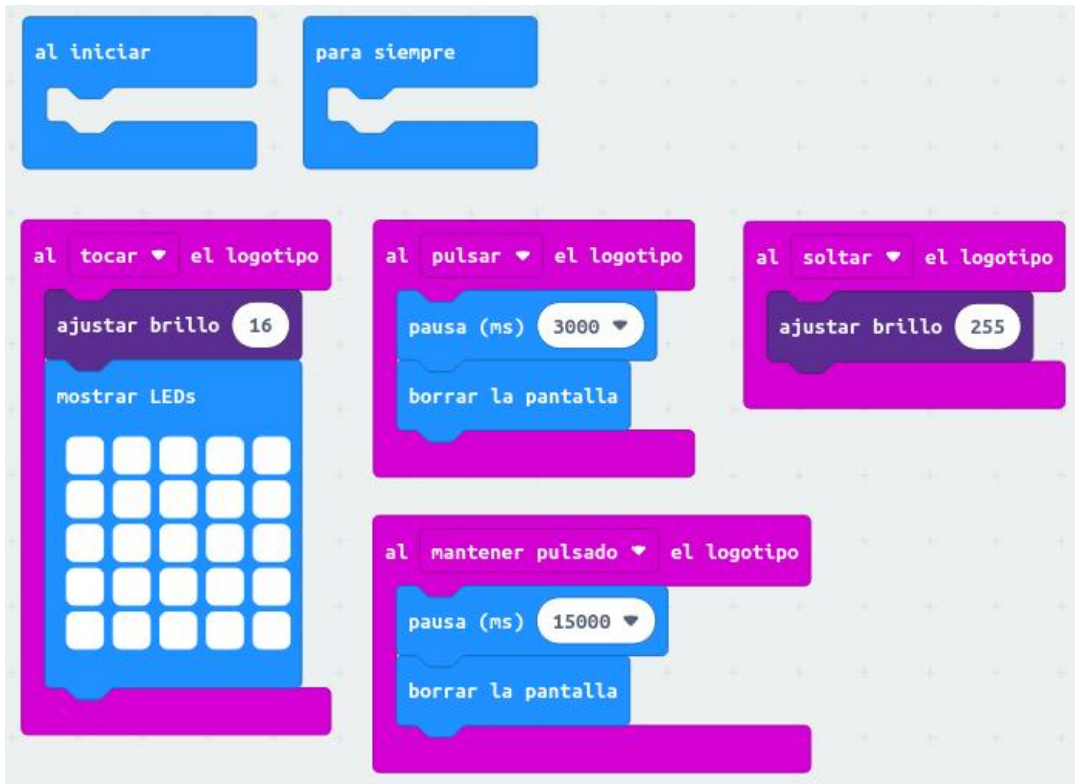 al iniciar
para siempre
al tocar el logotipo
ajustar brillo 16
mostrar LEDs
al pulsar el logotipo
pausa (ms) 3000
borrar la pantalla
al soltar el logotipo
ajustar brillo 255
al mantener pulsado el logotipo
pausa (ms) 15000
borrar la pantalla